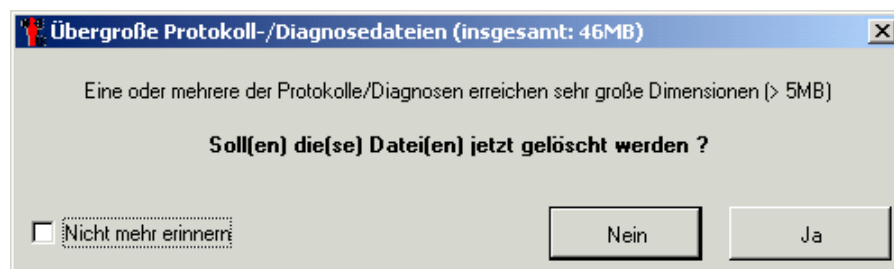 Übergroße Protokoll-/Diagnosedateien (insgesamt: 46MB)
Eine oder mehrere der Protokolle/Diagnosen erreichen sehr große Dimensionen (> 5MB)
Soll(en) die(se) Datei(en) jetzt gelöscht werden ?
Nicht mehr erinnern
Nein
Ja